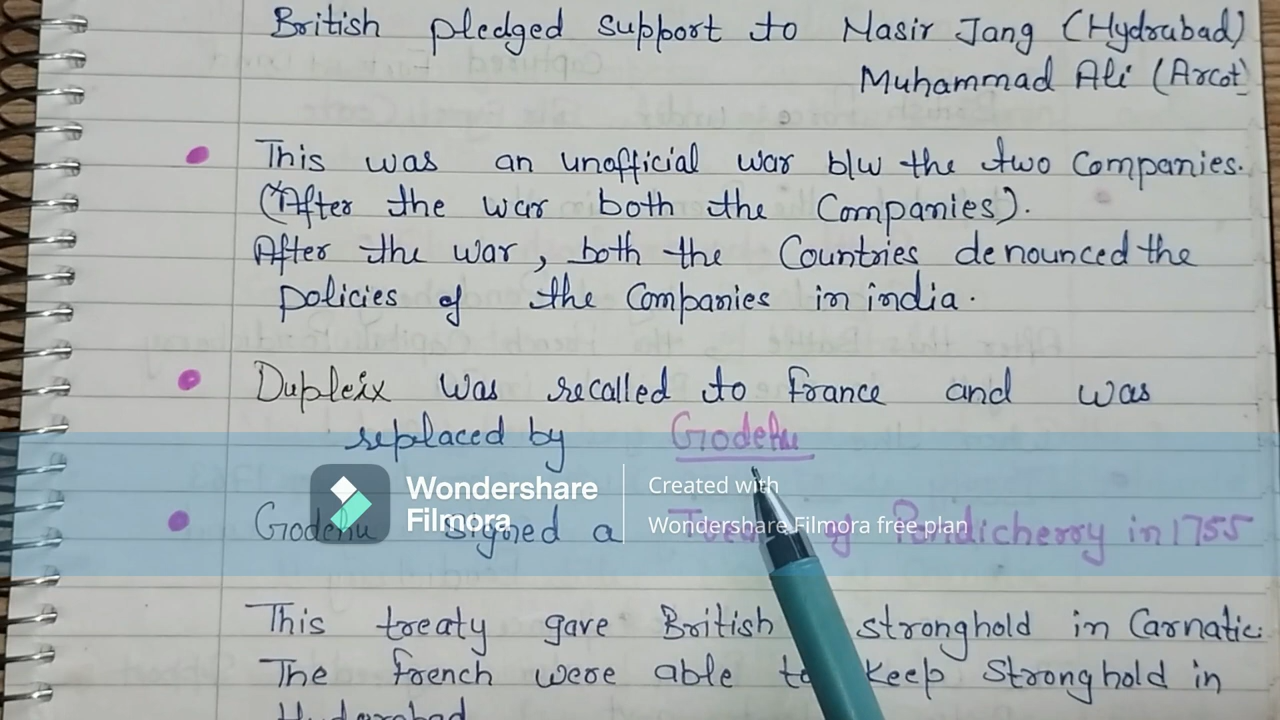 British pledged support to Nasir Jang (Hydrabad)
Muhammad Ali (Arcot)
This was an unofficial war b/w the two Companies.
(*After the war both the Companies).
After the war, both the Countries denounced the
policies of the Companies in india.
Dupleix was recalled to france and was
replaced by Godehu
Wondershare
Filmora
Created with
Wondershare Filmora free plan
Godehu signed a of Pondicherry in 1755
This treaty gave British stronghold in Carnatic.
The french were able to keep Stronghold in